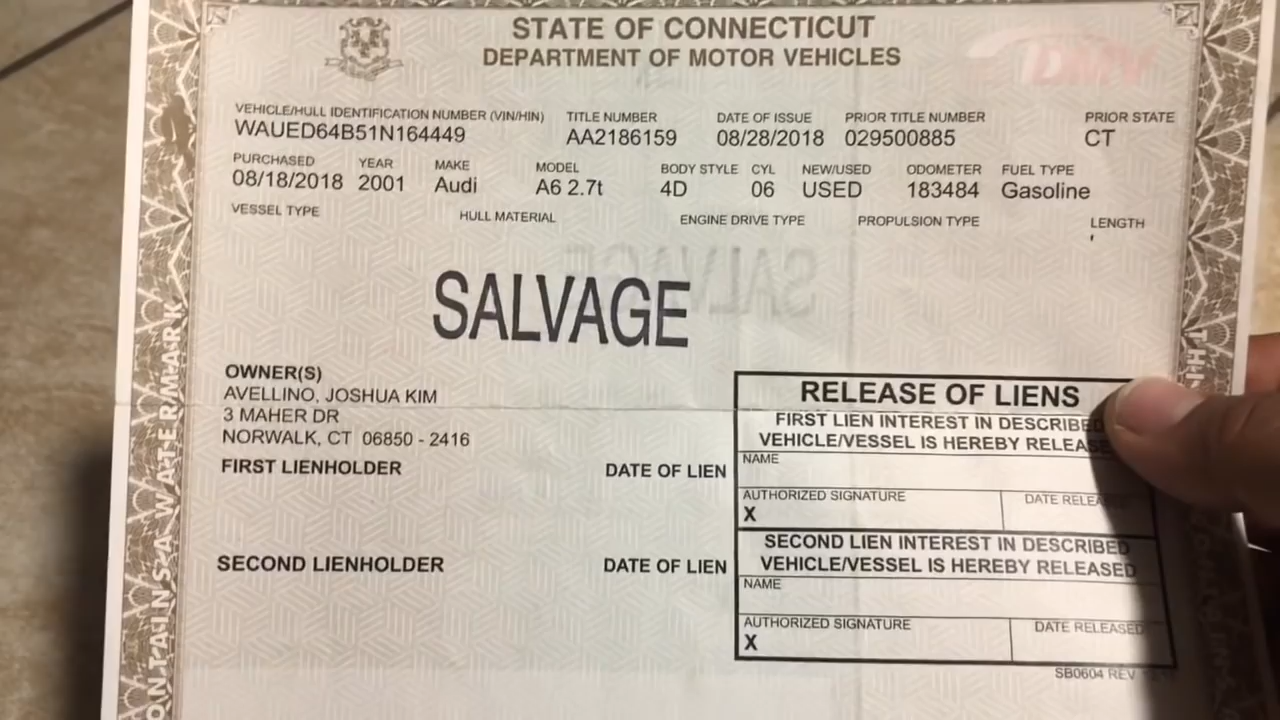 STATE OF CONNECTICUT
DEPARTMENT OF MOTOR VEHICLES
DMV
VEHICLE/HULL IDENTIFICATION NUMBER (VIN/HIN) TITLE NUMBER DATE OF ISSUE PRIOR TITLE NUMBER PRIOR STATE
WAUED64B51N164449 AA2186159 08/28/2018 029500885 CT
PURCHASED YEAR MAKE MODEL BODY STYLE CYL NEW/USED ODOMETER FUEL TYPE
08/18/2018 2001 Audi A6 2.7t 4D 06 USED 183484 Gasoline
VESSEL TYPE HULL MATERIAL ENGINE DRIVE TYPE PROPULSION TYPE LENGTH
SALVAGE
OWNER(S)
AVELLINO, JOSHUA KIM
3 MAHER DR
NORWALK, CT 06850 - 2416
FIRST LIENHOLDER DATE OF LIEN
SECOND LIENHOLDER DATE OF LIEN
RELEASE OF LIENS
FIRST LIEN INTEREST IN DESCRIBED
VEHICLE/VESSEL IS HEREBY RELEASE
NAME
AUTHORIZED SIGNATURE DATE RELEA
X
SECOND LIEN INTEREST IN DESCRIBED
VEHICLE/VESSEL IS HEREBY RELEASED
NAME
AUTHORIZED SIGNATURE DATE RELEASED
X
SB0604 REV
ONTAINS A WATERMARK
THI